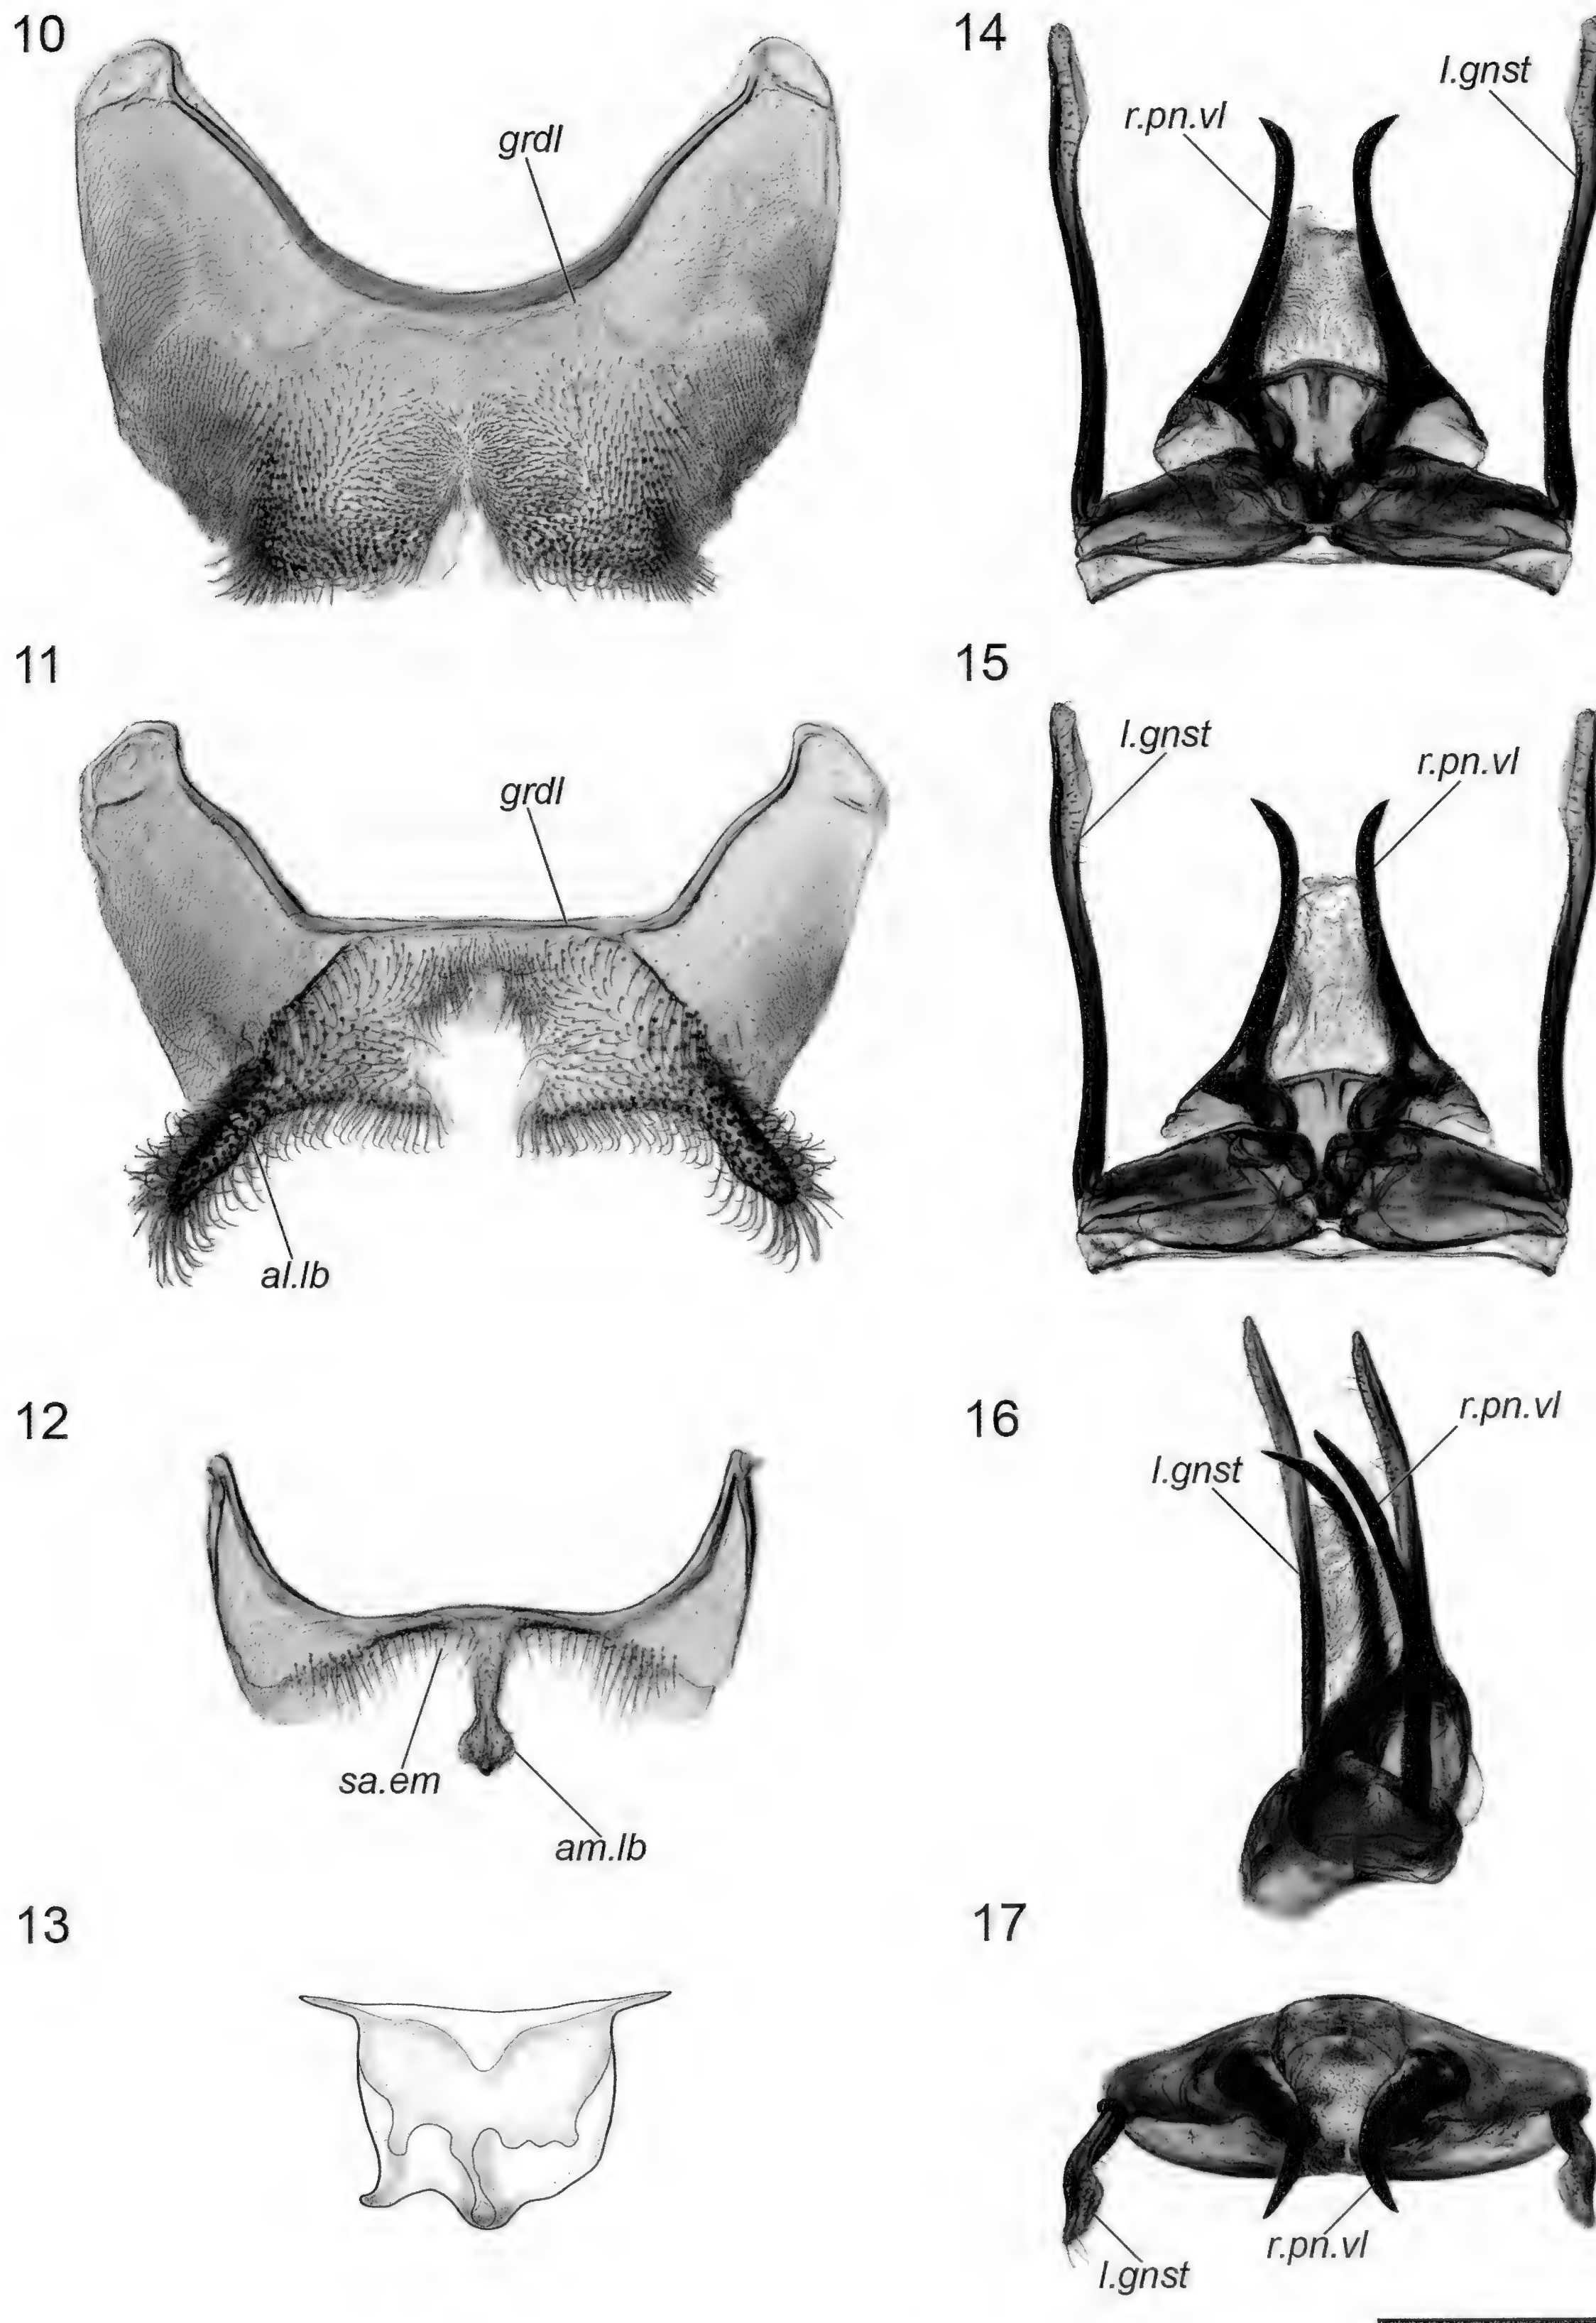 10
grdl
11
grdl
al.lb
12
sa.em
am.lb
13
14
l.gnst
r.pn.vl
15
l.gnst
r.pn.vl
16
r.pn.vl
l.gnst
17
r.pn.vl
l.gnst